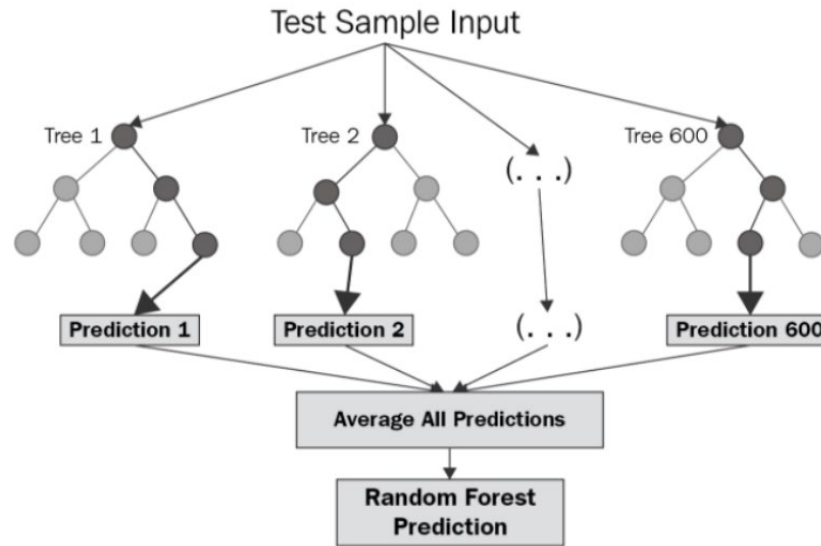 Test Sample Input
Tree 1
Tree 2
Tree 600
(. . .)
Prediction 1
Prediction 2
(. . .)
Prediction 600
Average All Predictions
Random Forest
Prediction